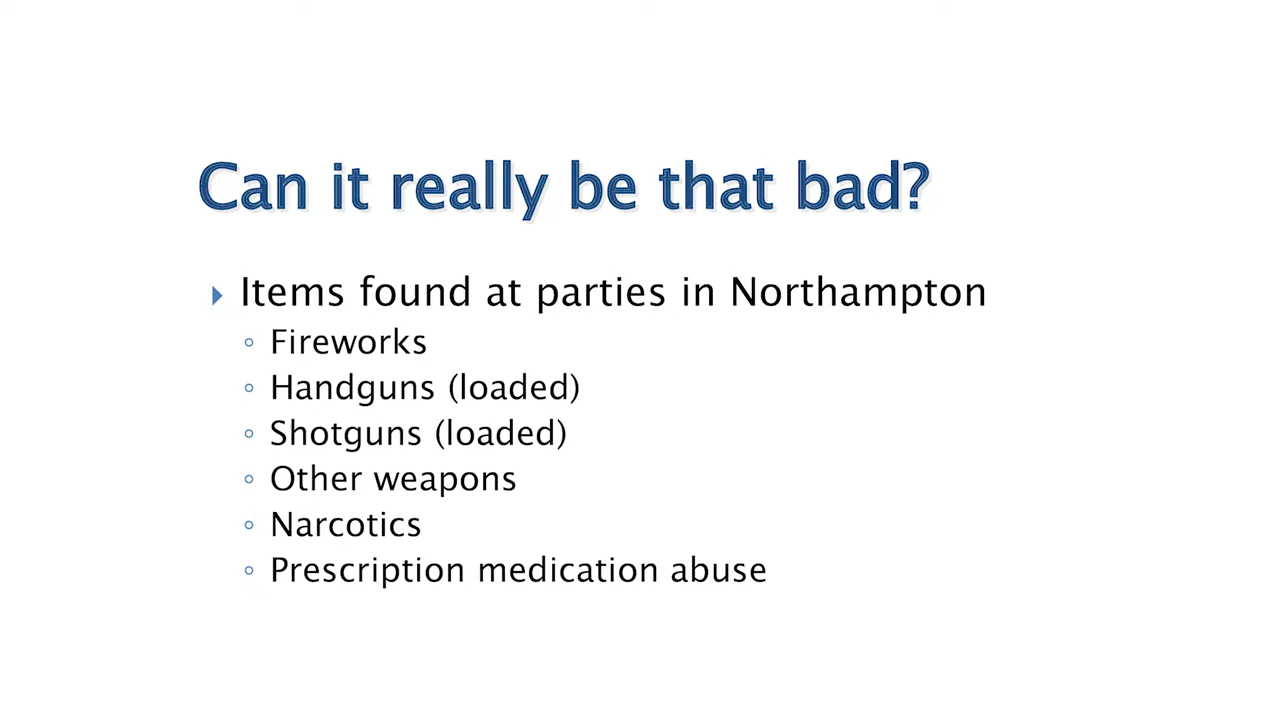 Can it really be that bad?
Items found at parties in Northampton
Fireworks
Handguns (loaded)
Shotguns (loaded)
Other weapons
Narcotics
Prescription medication abuse